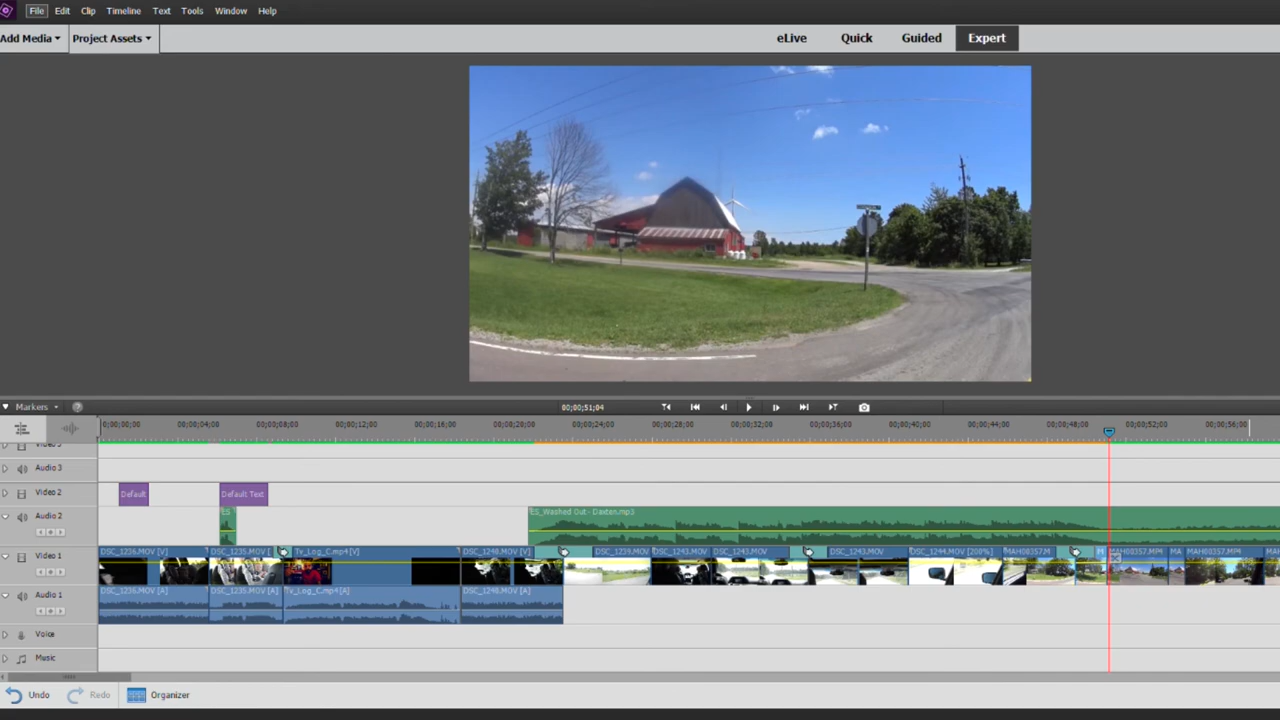 File Edit Clip Timeline Text Tools Window Help
Add Media Project Assets eLive Quick Guided Expert
Markers ? 00;00;51;04
00;00;00;00 00;00;04;00 00;00;08;00 00;00;12;00 00;00;16;00 00;00;20;00 00;00;24;00 00;00;28;00 00;00;32;00 00;00;36;00 00;00;40;00 00;00;44;00 00;00;48;00 00;00;52;00 00;00;56;00
Audio 3
Video 2 Default Default Text
Audio 2 ES ES_Washed Out - Daxten.mp3
Video 1 DSC_1236.MOV [V] DSC_1235.MOV [ Tv_Log_C.mp4 [V] DSC_1248.MOV [V] DSC_1239.MOV DSC_1243.MOV DSC_1243.MOV DSC_1243.MOV DSC_1244.MOV [200%] MAH00357.M M MAH00357.MP4 MA MAH00357.MP4
Audio 1 DSC_1236.MOV [A] DSC_1235.MOV [A] Tv_Log_C.mp4 [A] DSC_1248.MOV [A]
Voice
Music
Undo Redo Organizer